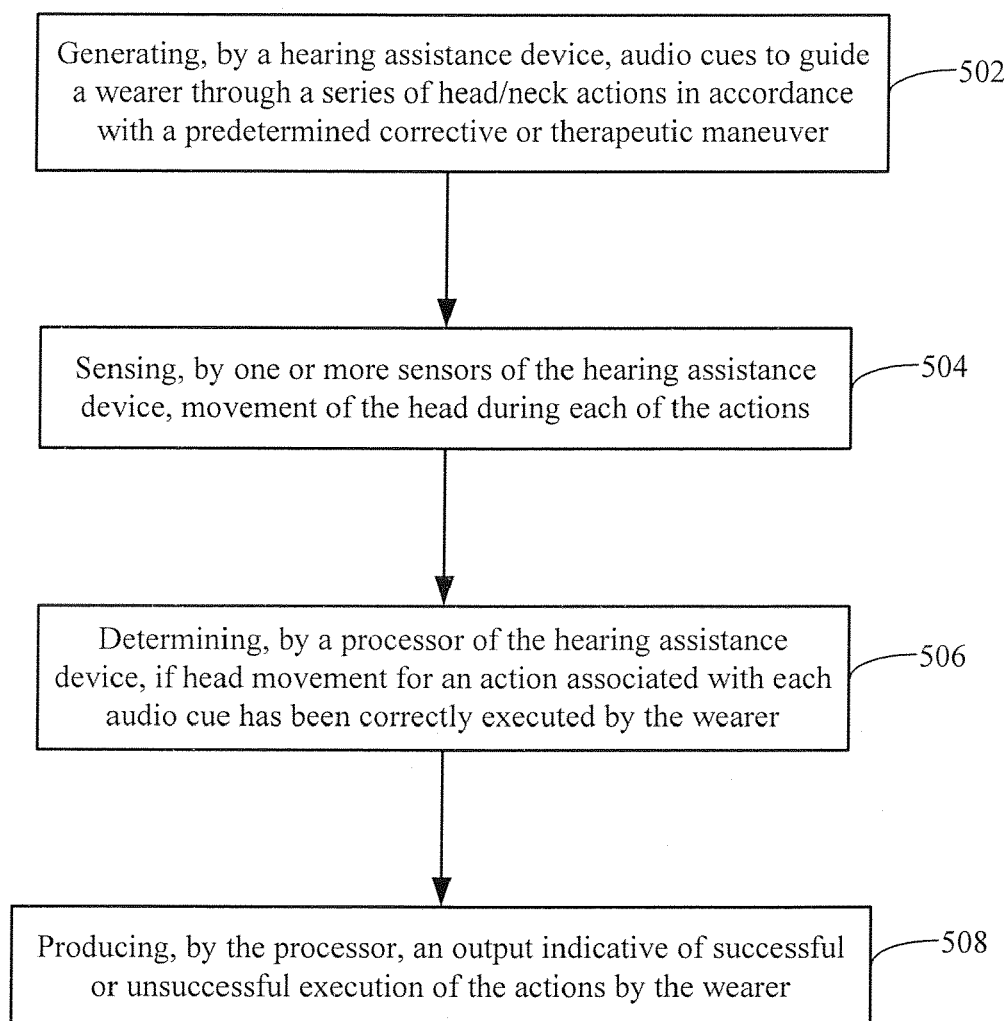 Generating, by a hearing assistance device, audio cues to guide
a wearer through a series of head/neck actions in accordance
with a predetermined corrective or therapeutic maneuver
502
Sensing, by one or more sensors of the hearing assistance
device, movement of the head during each of the actions
504
Determining, by a processor of the hearing assistance
device, if head movement for an action associated with each
audio cue has been correctly executed by the wearer
506
Producing, by the processor, an output indicative of successful
or unsuccessful execution of the actions by the wearer
508